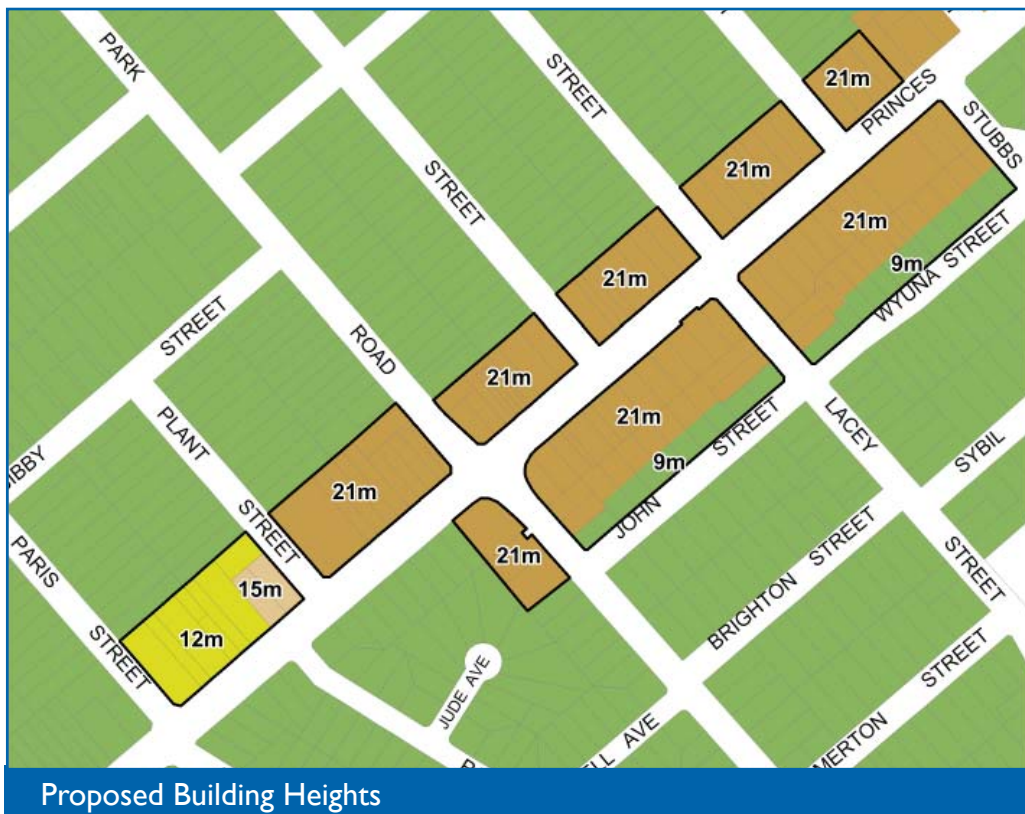 PARK
STREET
21m
PRINCES
STUBBS
21m
STREET
21m
21m
9m
WYUNA STREET
STREET
ROAD
21m
21m
PLANT
LACEY
21m
STREET
SYBIL
9m
STREET
JOHN
21m
STREET
PARIS
15m
BRIGHTON STREET
STREET
12m
STREET
STREET
JUDE AVE
AVE
Proposed Building Heights